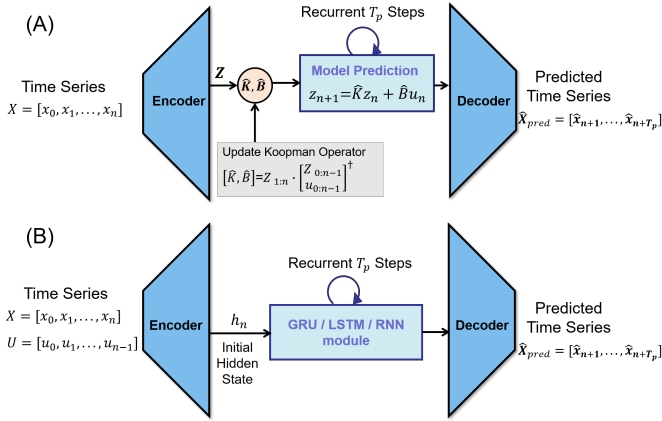 (A)
Recurrent T_p Steps
Time Series
X = [x_0, x_1, . . . , x_n]
Encoder
Z
K̂, B̂
Model Prediction
z_{n+1}=K̂z_n + B̂u_n
Decoder
Predicted
Time Series
X̂_{pred} = [x̂_{n+1}, . . . , x̂_{n+T_p}]
Update Koopman Operator
[K̂, B̂]=Z_{1:n} · [Z_{0:n−1} u_{0:n−1}]^†
(B)
Recurrent T_p Steps
Time Series
X = [x_0, x_1, . . . , x_n]
U = [u_0, u_1, . . . , u_{n−1}]
Encoder
h_n
Initial
Hidden
State
GRU / LSTM / RNN
module
Decoder
Predicted
Time Series
X̂_{pred} = [x̂_{n+1}, . . . , x̂_{n+T_p}]